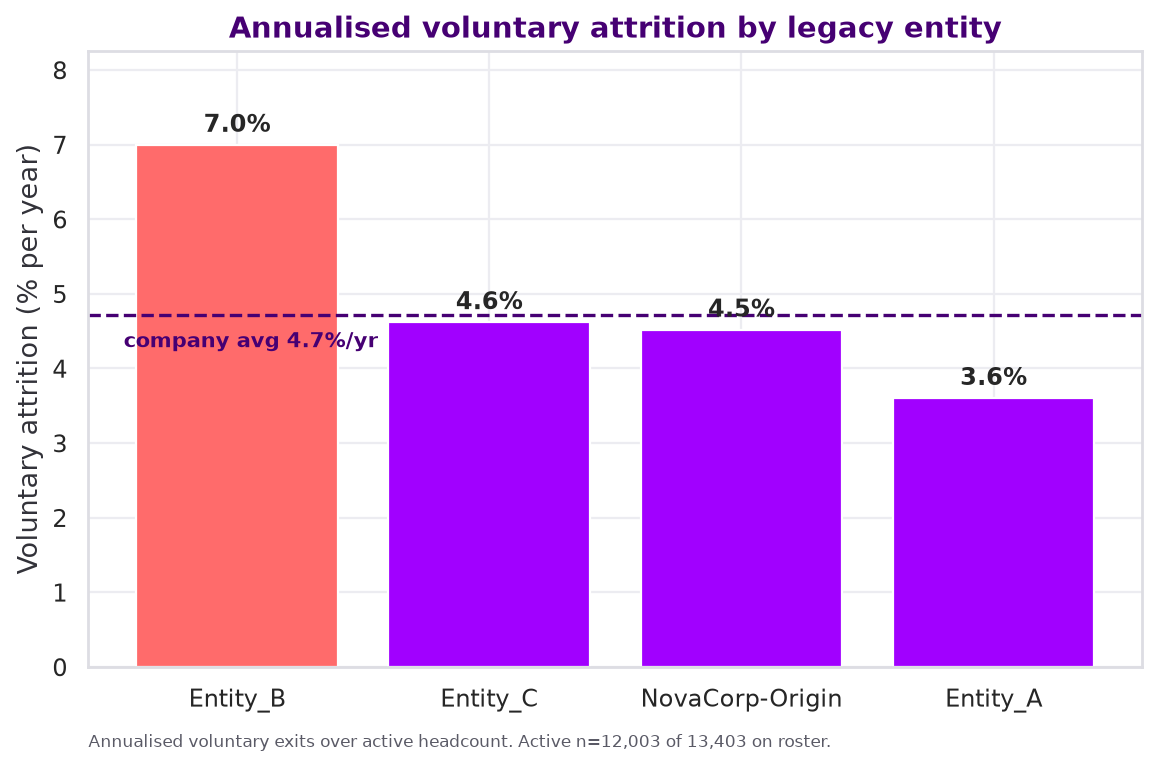 Annualised voluntary attrition by legacy entity
Voluntary attrition (% per year)
8
7
6
5
4
3
2
1
0
7.0%
4.6%
4.5%
3.6%
company avg 4.7%/yr
Entity_B
Entity_C
NovaCorp-Origin
Entity_A
Annualised voluntary exits over active headcount. Active n=12,003 of 13,403 on roster.